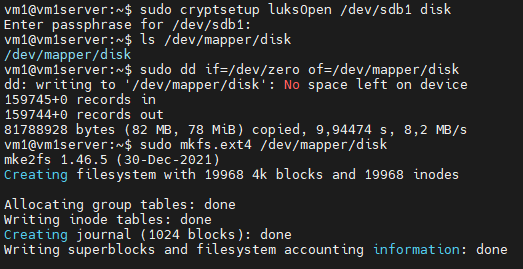 vm1@vm1server:~$ sudo cryptsetup luksOpen /dev/sdb1 disk
Enter passphrase for /dev/sdb1:
vm1@vm1server:~$ ls /dev/mapper/disk
/dev/mapper/disk
vm1@vm1server:~$ sudo dd if=/dev/zero of=/dev/mapper/disk
dd: writing to '/dev/mapper/disk': No space left on device
159745+0 records in
159744+0 records out
81788928 bytes (82 MB, 78 MiB) copied, 9,94474 s, 8,2 MB/s
vm1@vm1server:~$ sudo mkfs.ext4 /dev/mapper/disk
mke2fs 1.46.5 (30-Dec-2021)
Creating filesystem with 19968 4k blocks and 19968 inodes

Allocating group tables: done
Writing inode tables: done
Creating journal (1024 blocks): done
Writing superblocks and filesystem accounting information: done